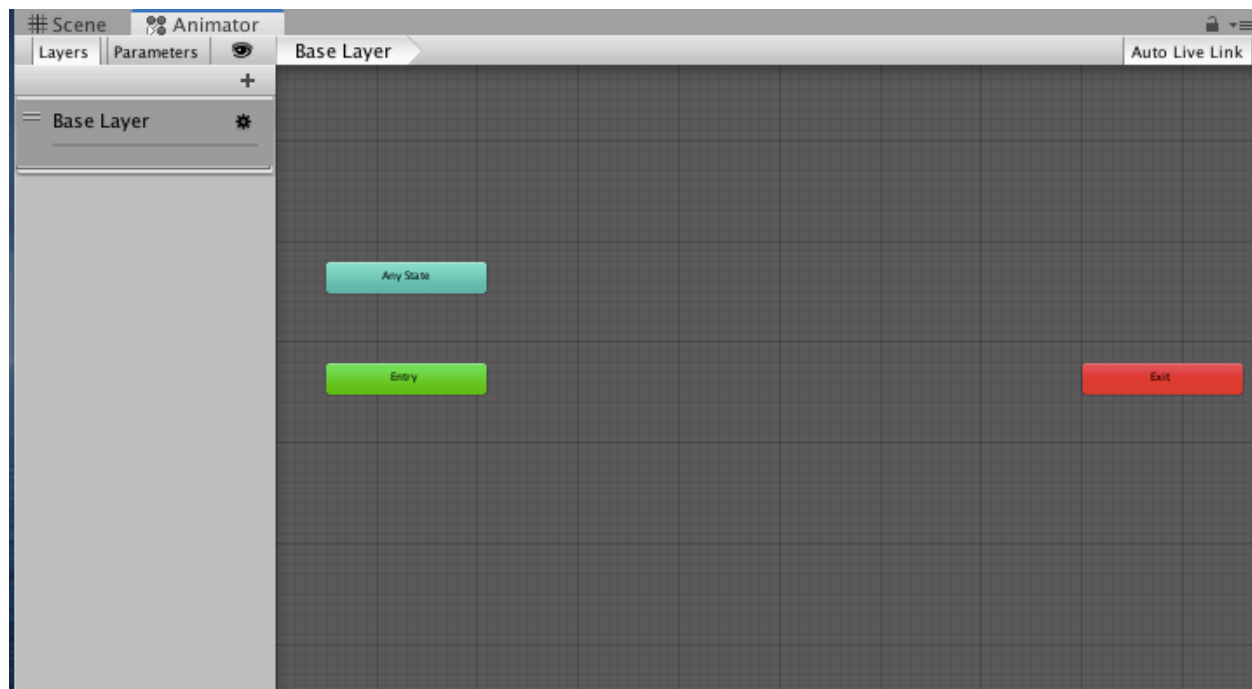 Scene Animator
Layers Parameters Base Layer Auto Live Link
+
Base Layer
Any State
Entry Exit